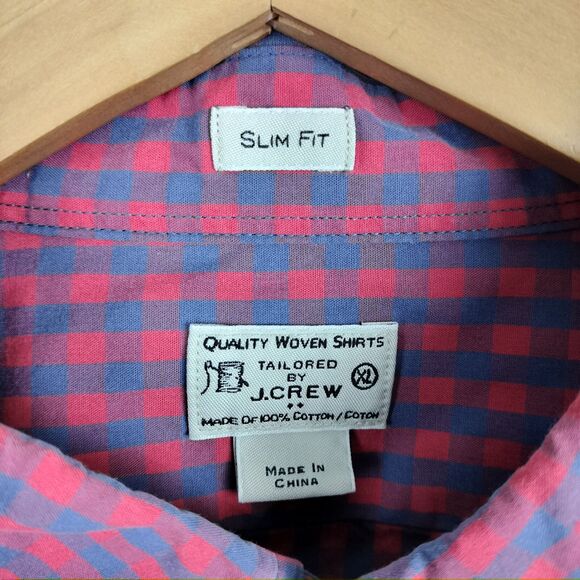 SLIM FIT
QUALITY WOVEN SHIRTS
TAILORED
BY
J.CREW
XL
MADE OF 100% COTTON / COTON
MADE IN
CHINA